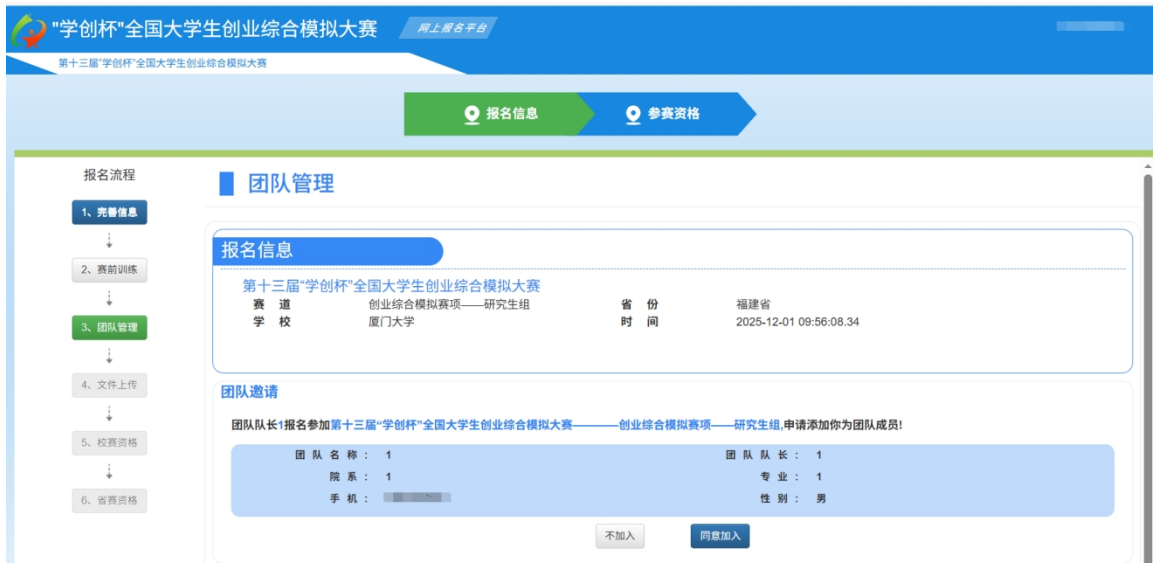 "学创杯"全国大学生创业综合模拟大赛 网上报名平台
第十三届"学创杯"全国大学生创业综合模拟大赛
报名信息 参赛资格
报名流程
1、完善信息
2、赛前训练
3、团队管理
4、文件上传
5、校赛资格
6、省赛资格
团队管理
报名信息
第十三届“学创杯”全国大学生创业综合模拟大赛
赛 道 创业综合模拟赛项——研究生组 省 份 福建省
学 校 厦门大学 时 间 2025-12-01 09:56:08.34
团队邀请
团队队长1报名参加第十三届“学创杯”全国大学生创业综合模拟大赛————创业综合模拟赛项——研究生组,申请添加你为团队成员!
团 队 名 称 : 1 团 队 队 长 : 1
院 系 : 1 专 业 : 1
手 机 : 性 别 : 男
不加入 同意加入